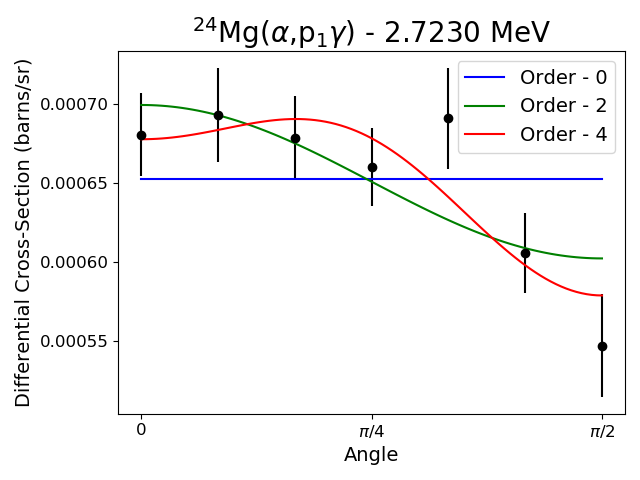 ²⁴Mg(α,p₁γ) - 2.7230 MeV
Differential Cross-Section (barns/sr)
0.00070
0.00065
0.00060
0.00055
Order - 0
Order - 2
Order - 4
0
π/4
π/2
Angle